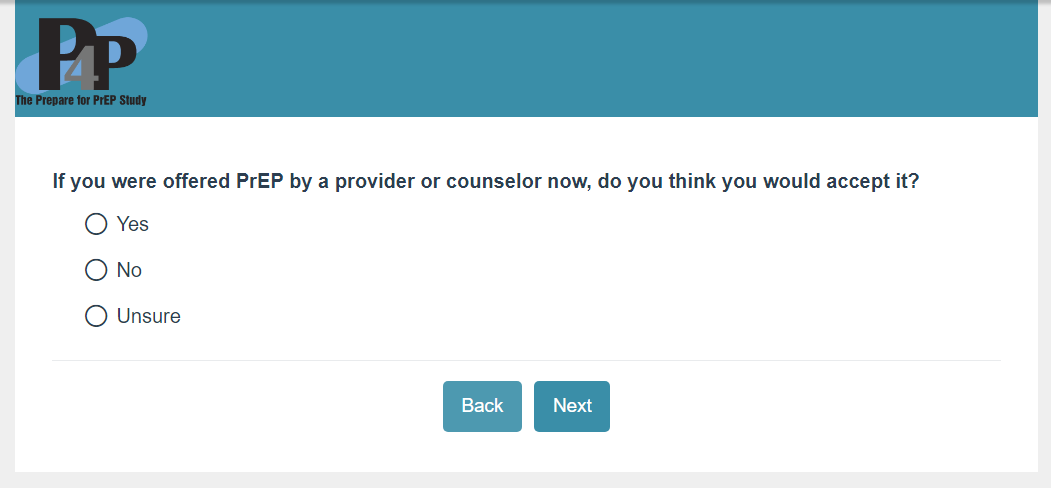 P4P
The Prepare for PrEP Study
If you were offered PrEP by a provider or counselor now, do you think you would accept it?
Yes
No
Unsure
Back
Next